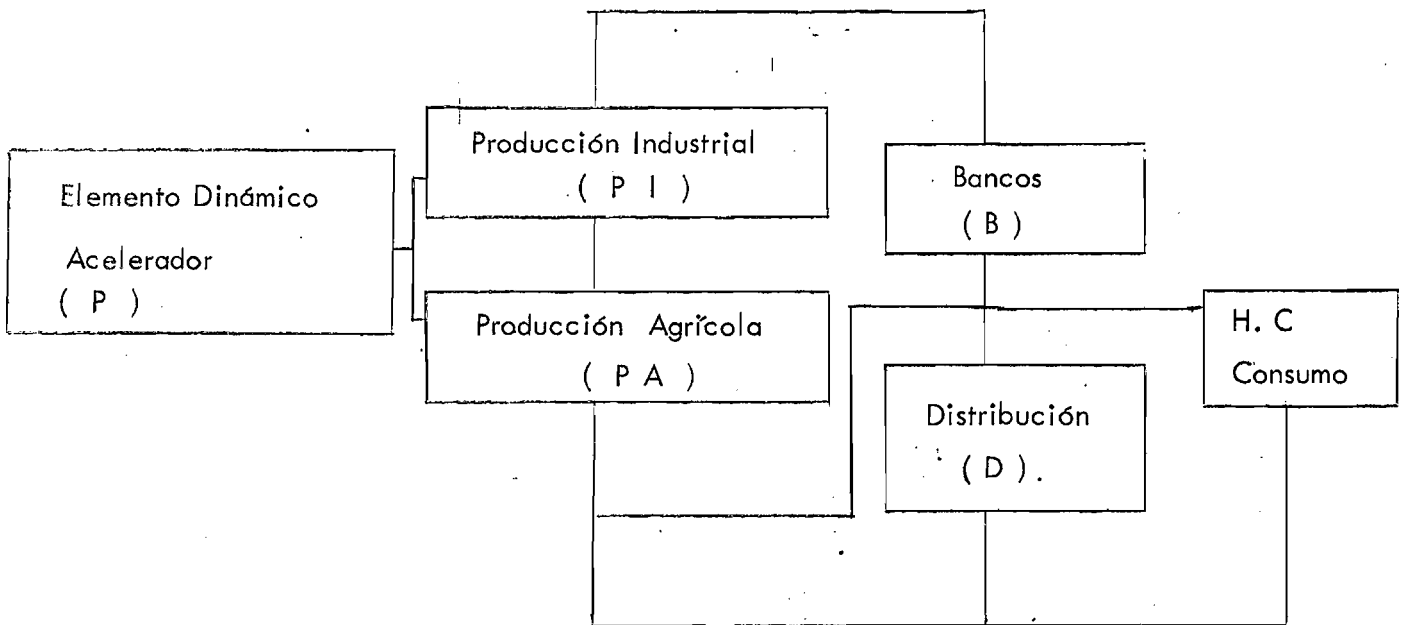 Elemento Dinámico
Acelerador
( P )
Producción Industrial
( P I )
Producción Agrícola
( P A )
Bancos
( B )
Distribución
( D ).
H. C
Consumo